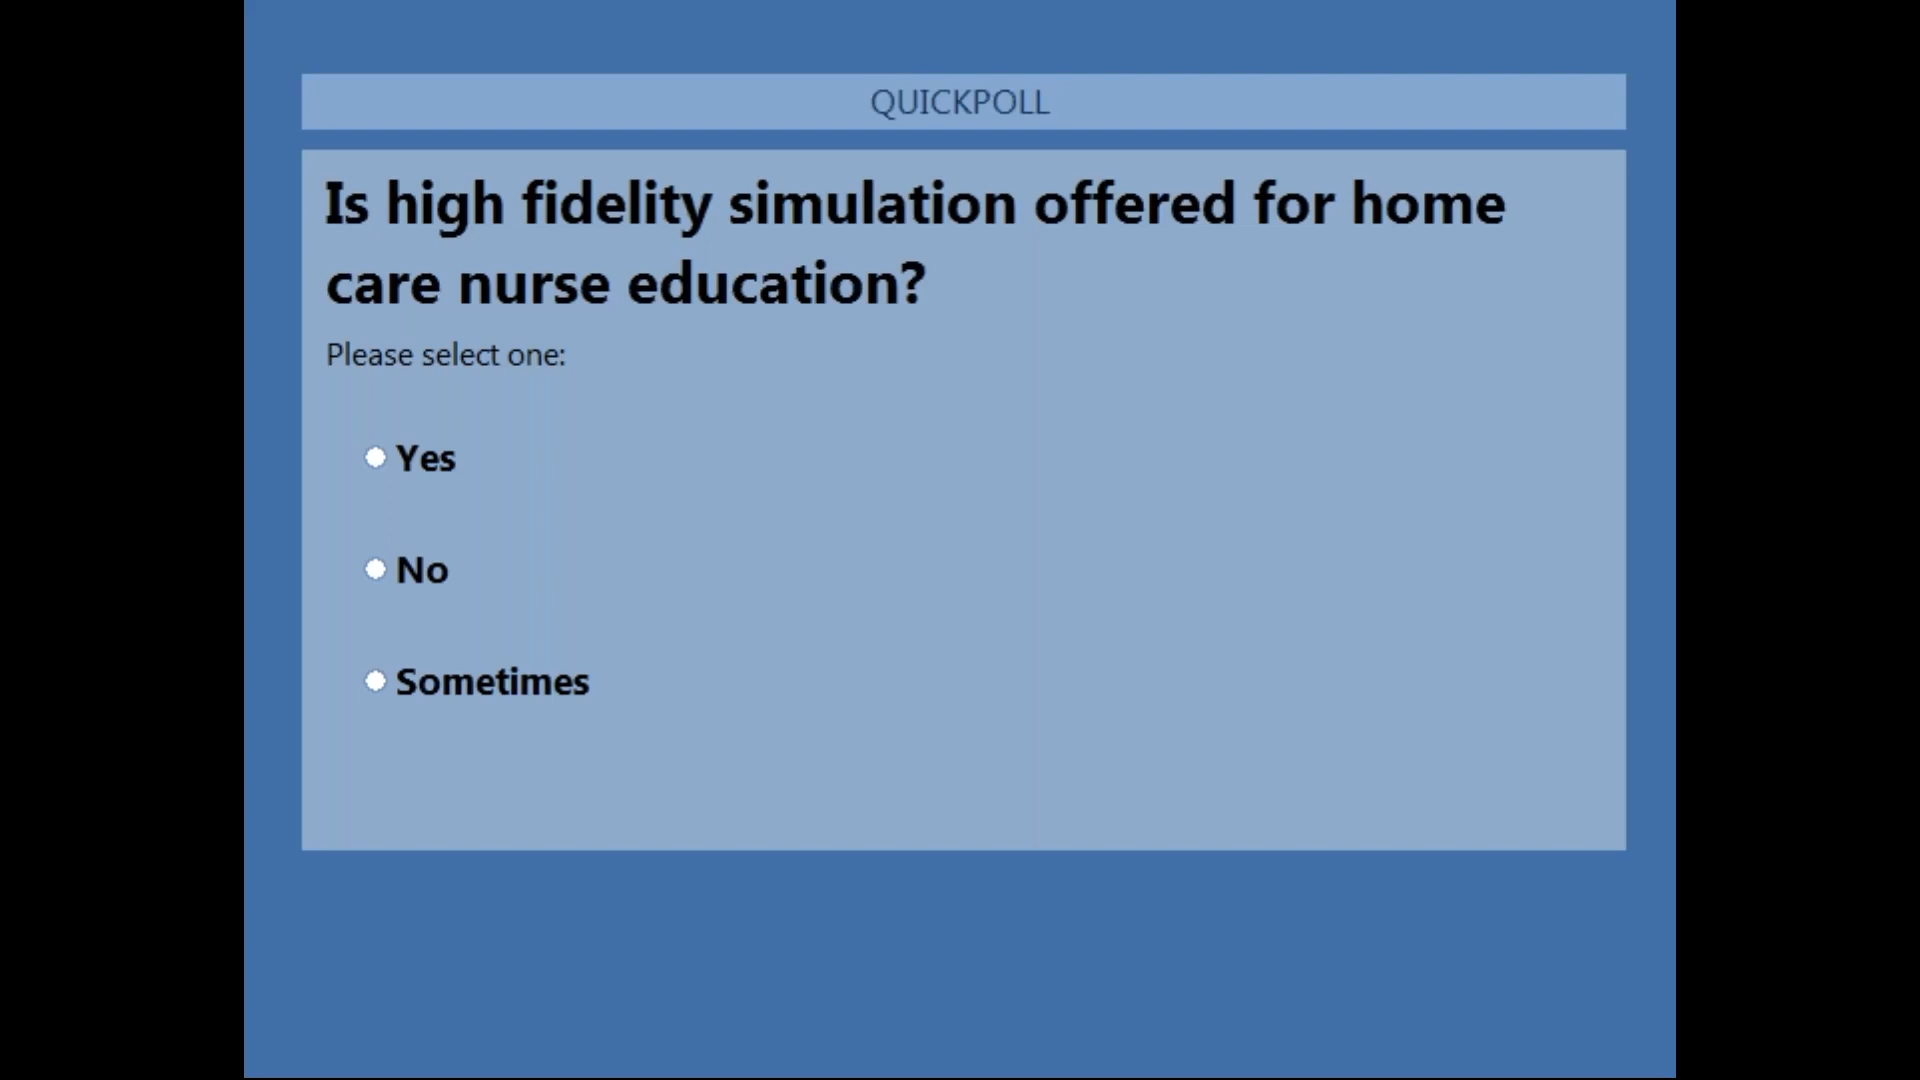 QUICKPOLL
Is high fidelity simulation offered for home
care nurse education?
Please select one:
Yes
No
Sometimes